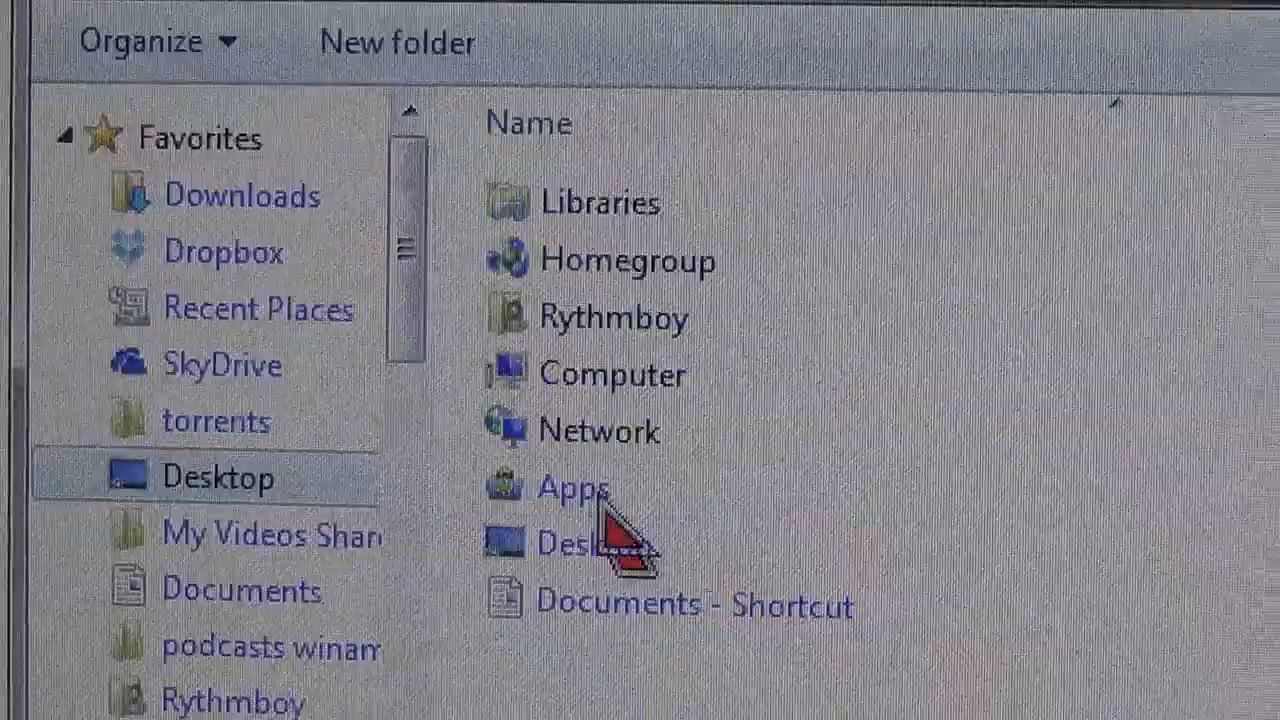 Organize
New folder
Favorites
Downloads
Dropbox
Recent Places
SkyDrive
torrents
Desktop
My Videos Shar
Documents
podcasts winam
Rythmboy
Name
Libraries
Homegroup
Rythmboy
Computer
Network
Apps
Documents - Shortcut